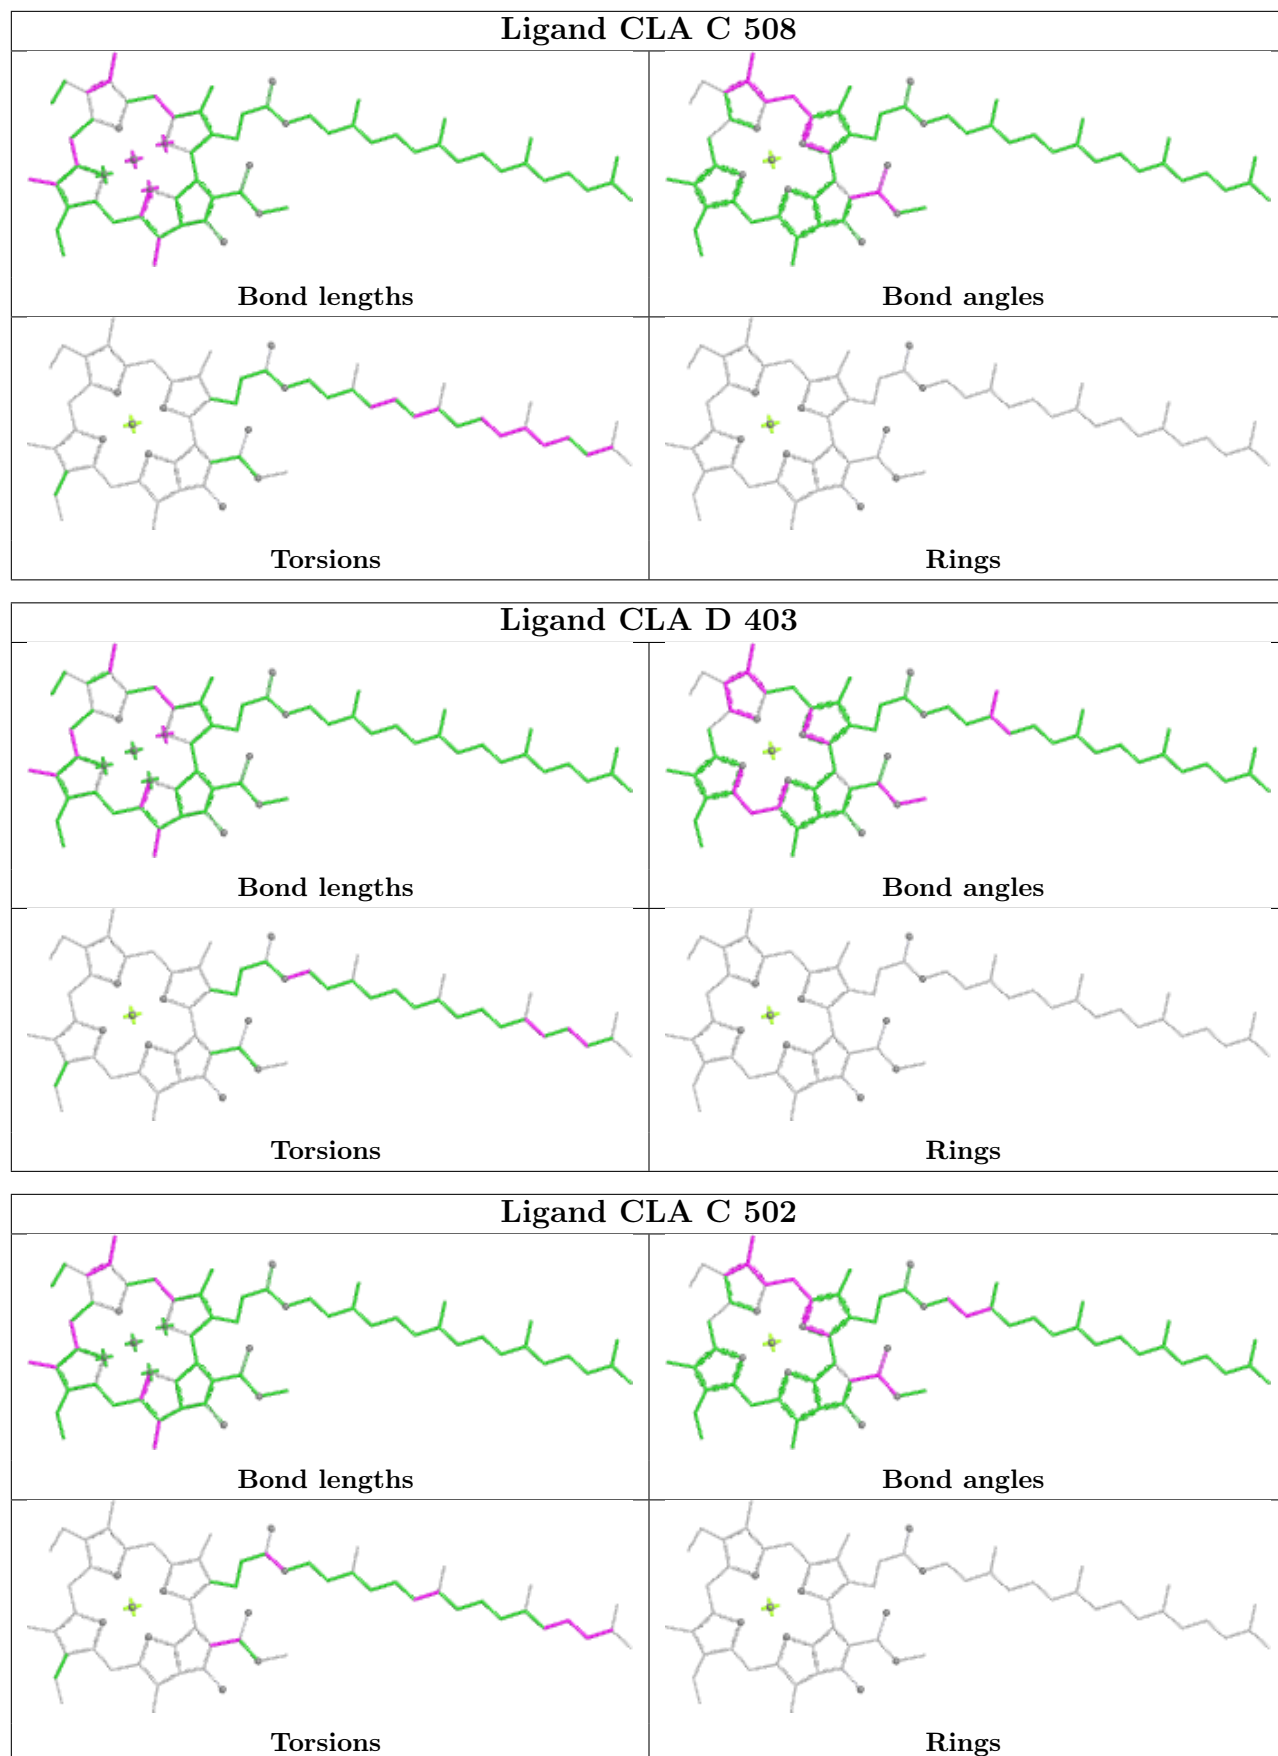 Ligand CLA C 508
Bond lengths
Bond angles
Torsions
Rings
Ligand CLA D 403
Bond lengths
Bond angles
Torsions
Rings
Ligand CLA C 502
Bond lengths
Bond angles
Torsions
Rings